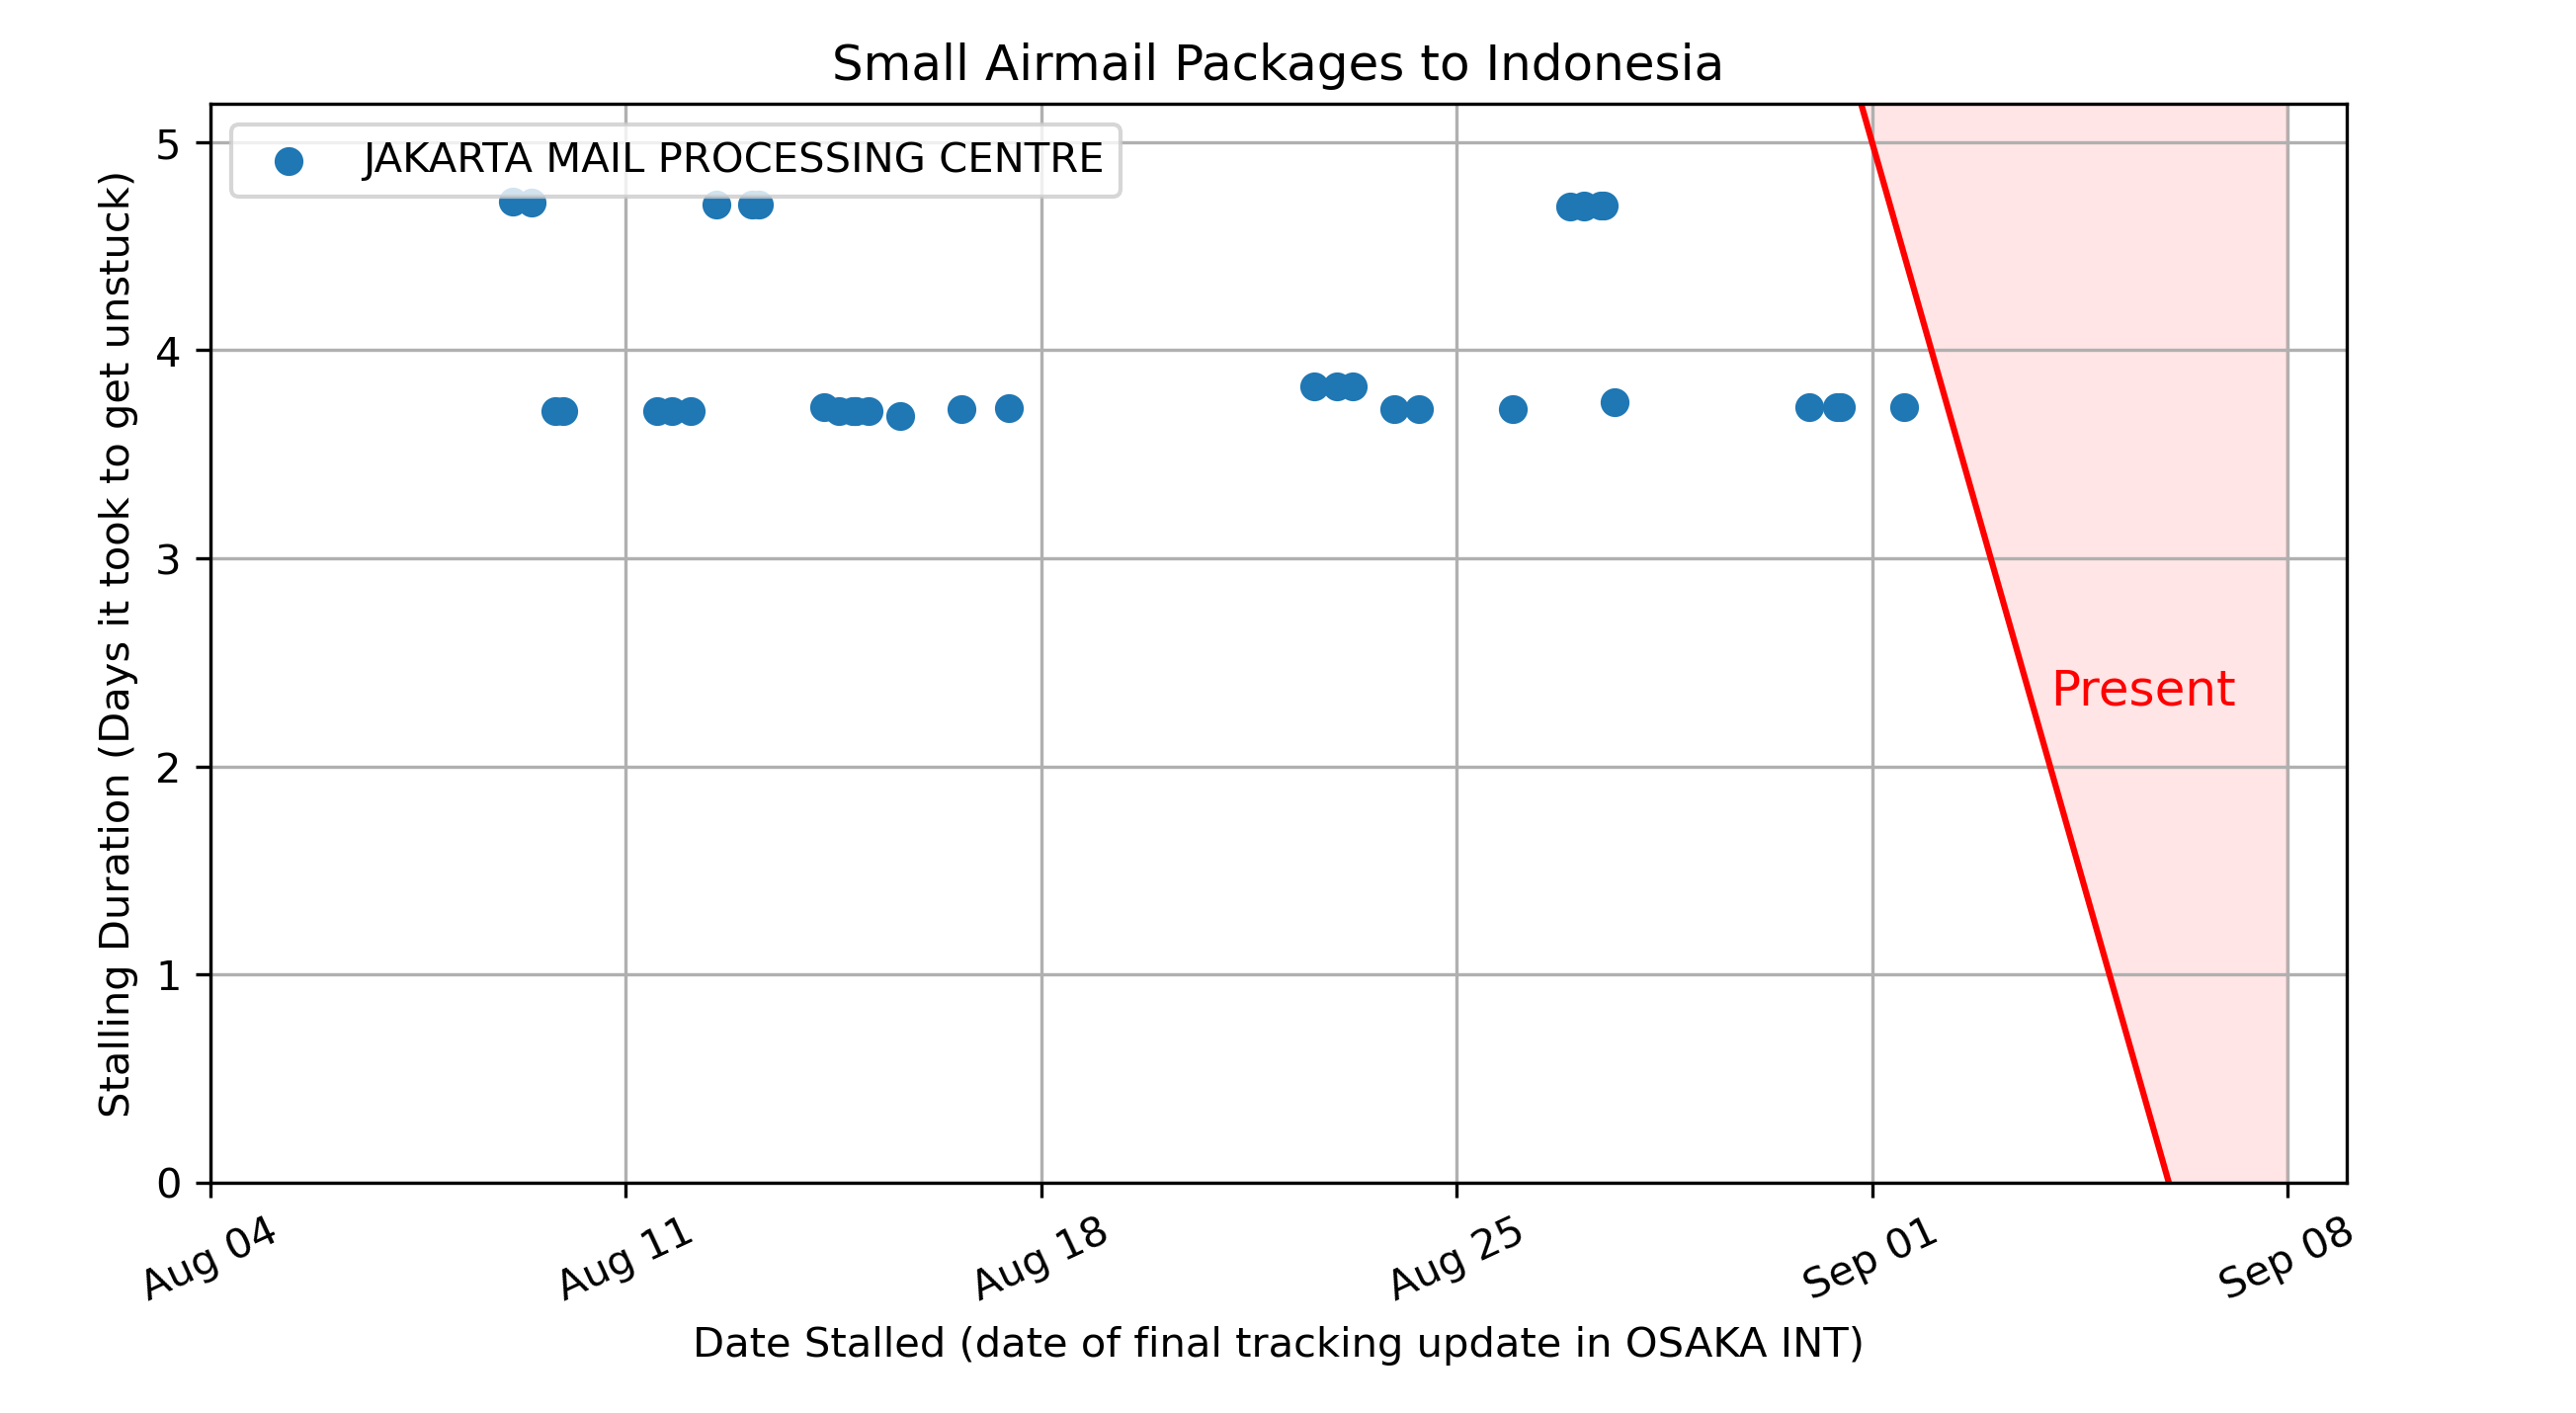 Small Airmail Packages to Indonesia
JAKARTA MAIL PROCESSING CENTRE
Stalling Duration (Days it took to get unstuck)
5
4
3
2
1
0
Present
Aug 04
Aug 11
Aug 18
Aug 25
Sep 01
Sep 08
Date Stalled (date of final tracking update in OSAKA INT)